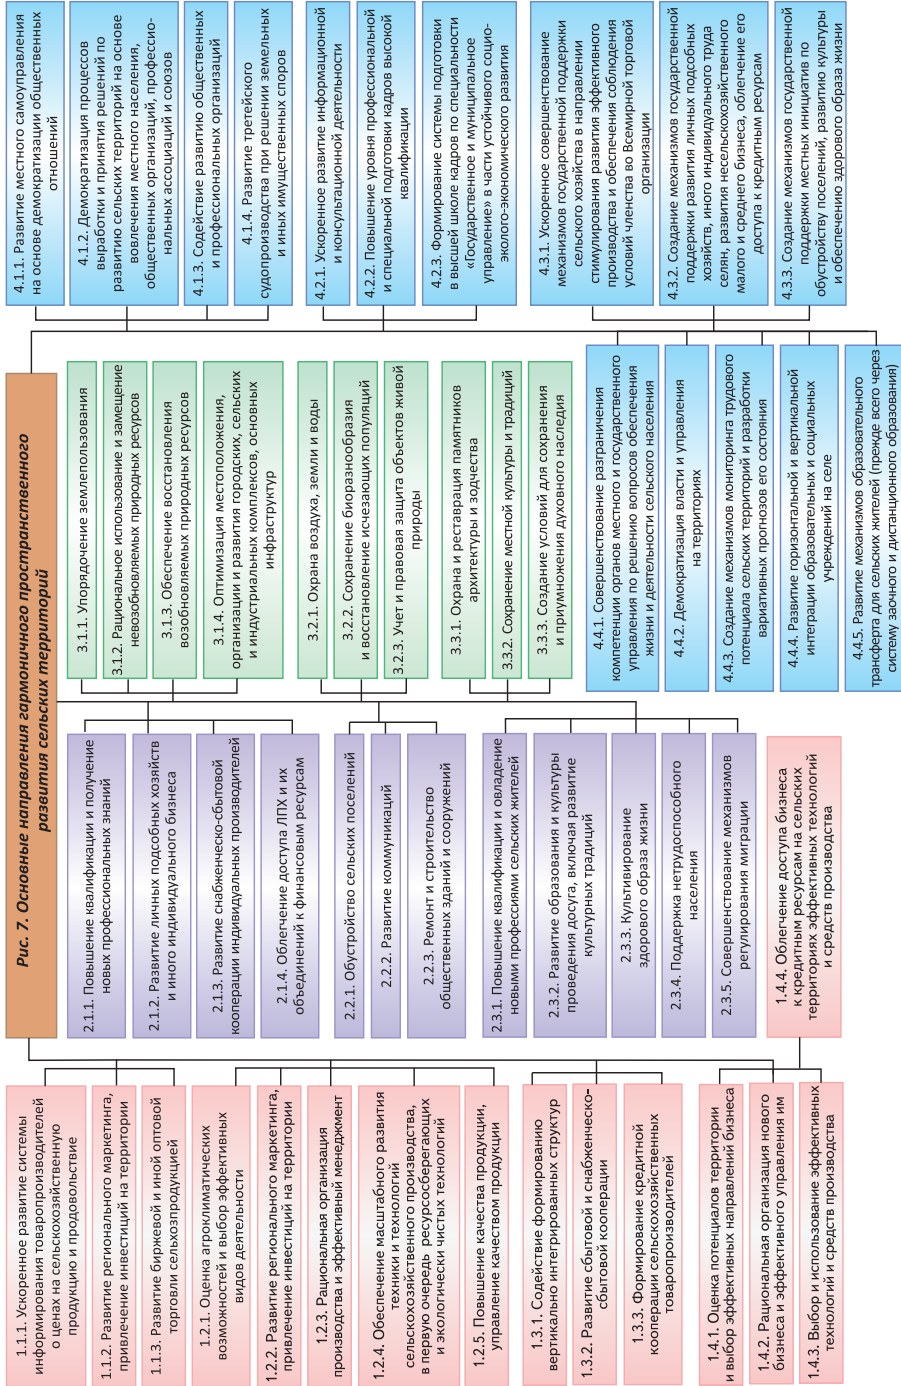 Рис. 7. Основные направления гармоничного пространственного
развития сельских территорий
1.1.1. Ускоренное развитие системы
информирования товаропроизводителей
о ценах на сельскохозяйственную
продукцию и продовольствие
1.1.2. Развитие регионального маркетинга,
привлечение инвестиций на территории
1.1.3. Развитие биржевой и иной оптовой
торговли сельхозпродукцией
1.2.1. Оценка агроклиматических
возможностей и выбор эффективных
видов деятельности
1.2.2. Развитие регионального маркетинга,
привлечение инвестиций на территории
1.2.3. Рациональная организация
производства и эффективный менеджмент
1.2.4. Обеспечение масштабного развития
техники и технологии
сельскохозяйственного производства,
в первую очередь ресурсосберегающих
и экологически чистых технологий
1.2.5. Повышение качества продукции,
управление качеством продукции
1.3.1. Содействие формированию
вертикально интегрированных структур
1.3.2. Развитие сбытовой и снабженческо-
сбытовой кооперации
1.3.3. Формирование кредитной
кооперации сельскохозяйственных
товаропроизводителей
1.4.1. Оценка потенциалов территории
и выбор эффективных направлений бизнеса
1.4.2. Рациональная организация нового
бизнеса и эффективного управления им
1.4.3. Выбор и использование эффективных
технологий и средств производства
2.1.1. Повышение квалификации и получение
новых профессиональных знаний
2.1.2. Развитие личных подсобных хозяйств
и иного индивидуального бизнеса
2.1.3. Развитие снабженческо-сбытовой
кооперации индивидуальных производителей
2.1.4. Облегчение доступа ЛПХ и их
объединений к финансовым ресурсам
2.2.1. Обустройство сельских поселений
2.2.2. Развитие коммуникаций
2.2.3. Ремонт и строительство
общественных зданий и сооружений
2.3.1. Повышение квалификации и овладение
новыми профессиями сельских жителей
2.3.2. Развитие образования и культуры
проведения досуга, включая развитие
культурных традиций
2.3.3. Культивирование
здорового образа жизни
2.3.4. Поддержка нетрудоспособного
населения
2.3.5. Совершенствование механизмов
регулирования миграции
1.4.4. Облегчение доступа бизнеса
к кредитным ресурсам на сельских
территориях эффективных технологий
и средств производства
3.1.1. Упорядочение землепользования
3.1.2. Рациональное использование и замещение
невозобновляемых природных ресурсов
3.1.3. Обеспечение восстановления
возобновляемых природных ресурсов
3.1.4. Оптимизация местоположения,
организации и развития городских, сельских
и индустриальных комплексов, основных
инфраструктур
3.2.1. Охрана воздуха, земли и воды
3.2.2. Сохранение биоразнообразия
и восстановление исчезающих популяций
3.2.3. Учет и правовая защита объектов живой
природы
3.3.1. Охрана и реставрация памятников
архитектуры и зодчества
3.3.2. Сохранение местной культуры и традиций
3.3.3. Создание условий для сохранения
и приумножения духовного наследия
4.4.1. Совершенствование разграничения
компетенции органов местного и государственного
управления по решению вопросов обеспечения
жизни и деятельности сельского населения
4.4.2. Демократизация власти и управления
на территориях
4.4.3. Создание механизмов мониторинга трудового
потенциала сельских территорий и разработки
вариативных прогнозов его состояния
4.4.4. Развитие горизонтальной и вертикальной
интеграции образовательных и социальных
учреждений на селе
4.4.5. Развитие механизмов образовательного
трансферта для сельских жителей (прежде всего через
систему заочного и дистанционного образования)
4.1.1. Развитие местного самоуправления
на основе демократизации общественных
отношений
4.1.2. Демократизация процессов
выработки и принятия решений по
развитию сельских территорий на основе
вовлечения местного населения,
общественных организаций, профессио-
нальных ассоциаций и союзов
4.1.3. Содействие развитию общественных
и профессиональных организаций
4.1.4. Развитие третейского
судопроизводства при решении земельных
и иных имущественных споров
4.2.1. Ускоренное развитие информационной
и консультационной деятельности
4.2.2. Повышение уровня профессиональной
и специальной подготовки кадров высокой
квалификации
4.2.3. Формирование системы подготовки
в высшей школе кадров по специальности
«Государственное и муниципальное
управление» в части устойчивого социо-
эколого-экономического развития
4.3.1. Ускоренное совершенствование
механизмов государственной поддержки
сельского хозяйства в направлении
стимулирования развития эффективного
производства и обеспечения соблюдения
условий членства во Всемирной торговой
организации
4.3.2. Создание механизмов государственной
поддержки развития личных подсобных
хозяйств, иного индивидуального труда
селян, развития несельскохозяйственного
малого и среднего бизнеса, облегчение его
доступа к кредитным ресурсам
4.3.3. Создание механизмов государственной
поддержки местных инициатив по
обустройству поселений, развитию культуры
и обеспечению здорового образа жизни